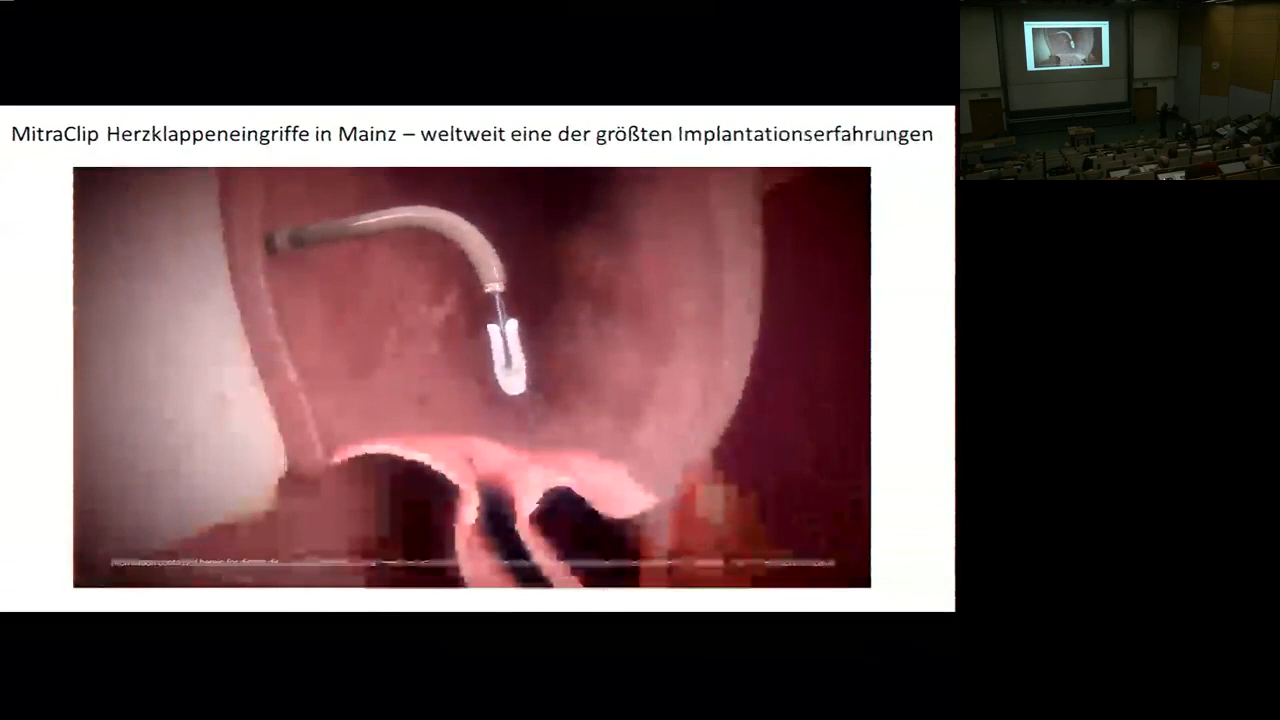 MitraClip Herzklappeneingriffe in Mainz – weltweit eine der größten Implantationserfahrungen